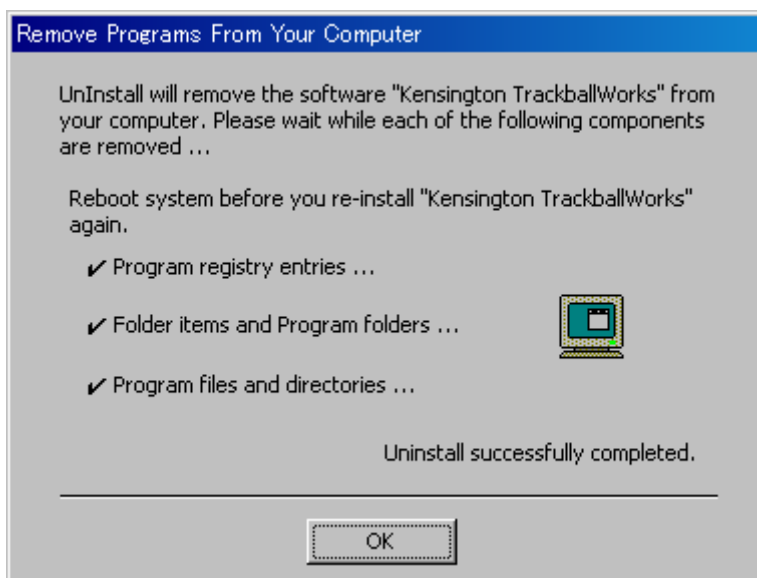 Remove Programs From Your Computer
UnInstall will remove the software "Kensington TrackballWorks" from
your computer. Please wait while each of the following components
are removed ...
Reboot system before you re-install "Kensington TrackballWorks"
again.
✔ Program registry entries ...
✔ Folder items and Program folders ...
✔ Program files and directories ...
Uninstall successfully completed.
OK